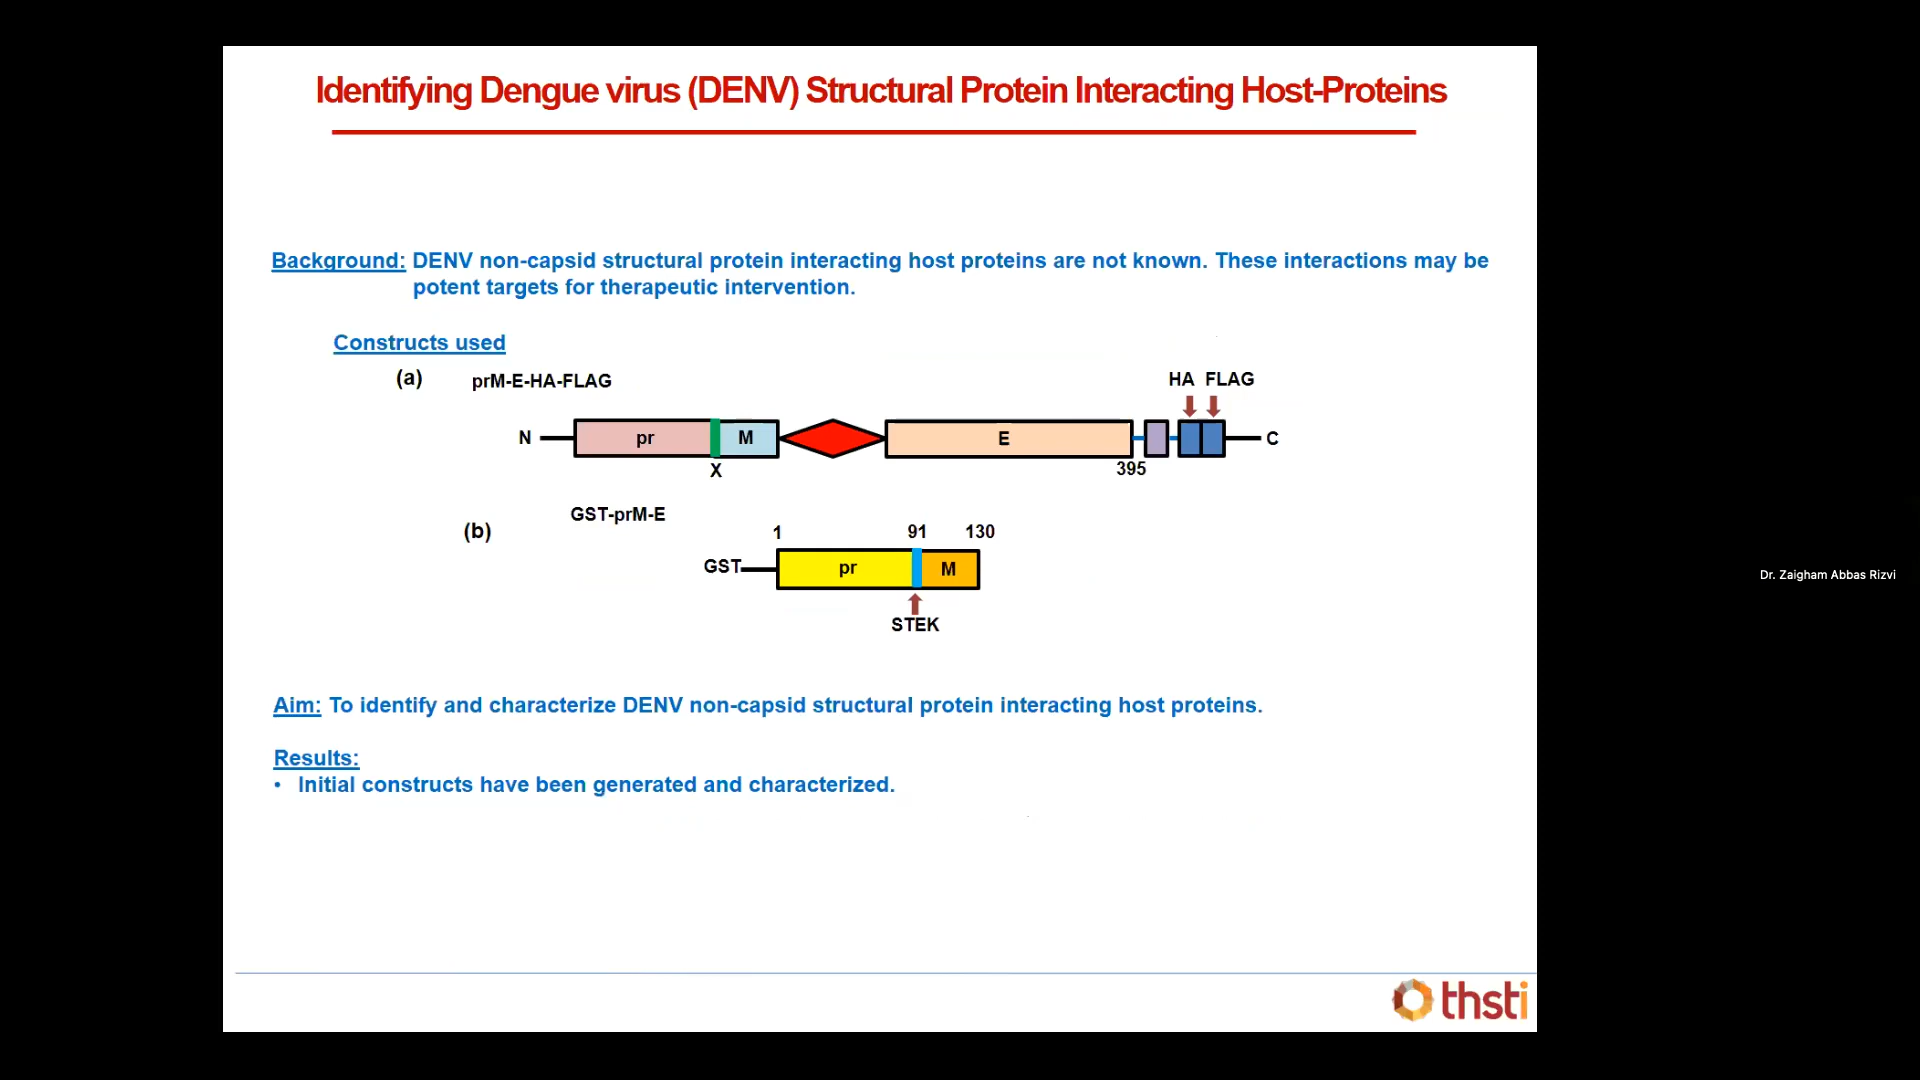 Identifying Dengue virus (DENV) Structural Protein Interacting Host-Proteins
Background: DENV non-capsid structural protein interacting host proteins are not known. These interactions may be
potent targets for therapeutic intervention.
Constructs used
(a) prM-E-HA-FLAG
HA FLAG
N pr M E C
X 395
(b) GST-prM-E
1 91 130
GST pr M
STEK
Aim: To identify and characterize DENV non-capsid structural protein interacting host proteins.
Results:
• Initial constructs have been generated and characterized.
thsti
Dr. Zaigham Abbas Rizvi